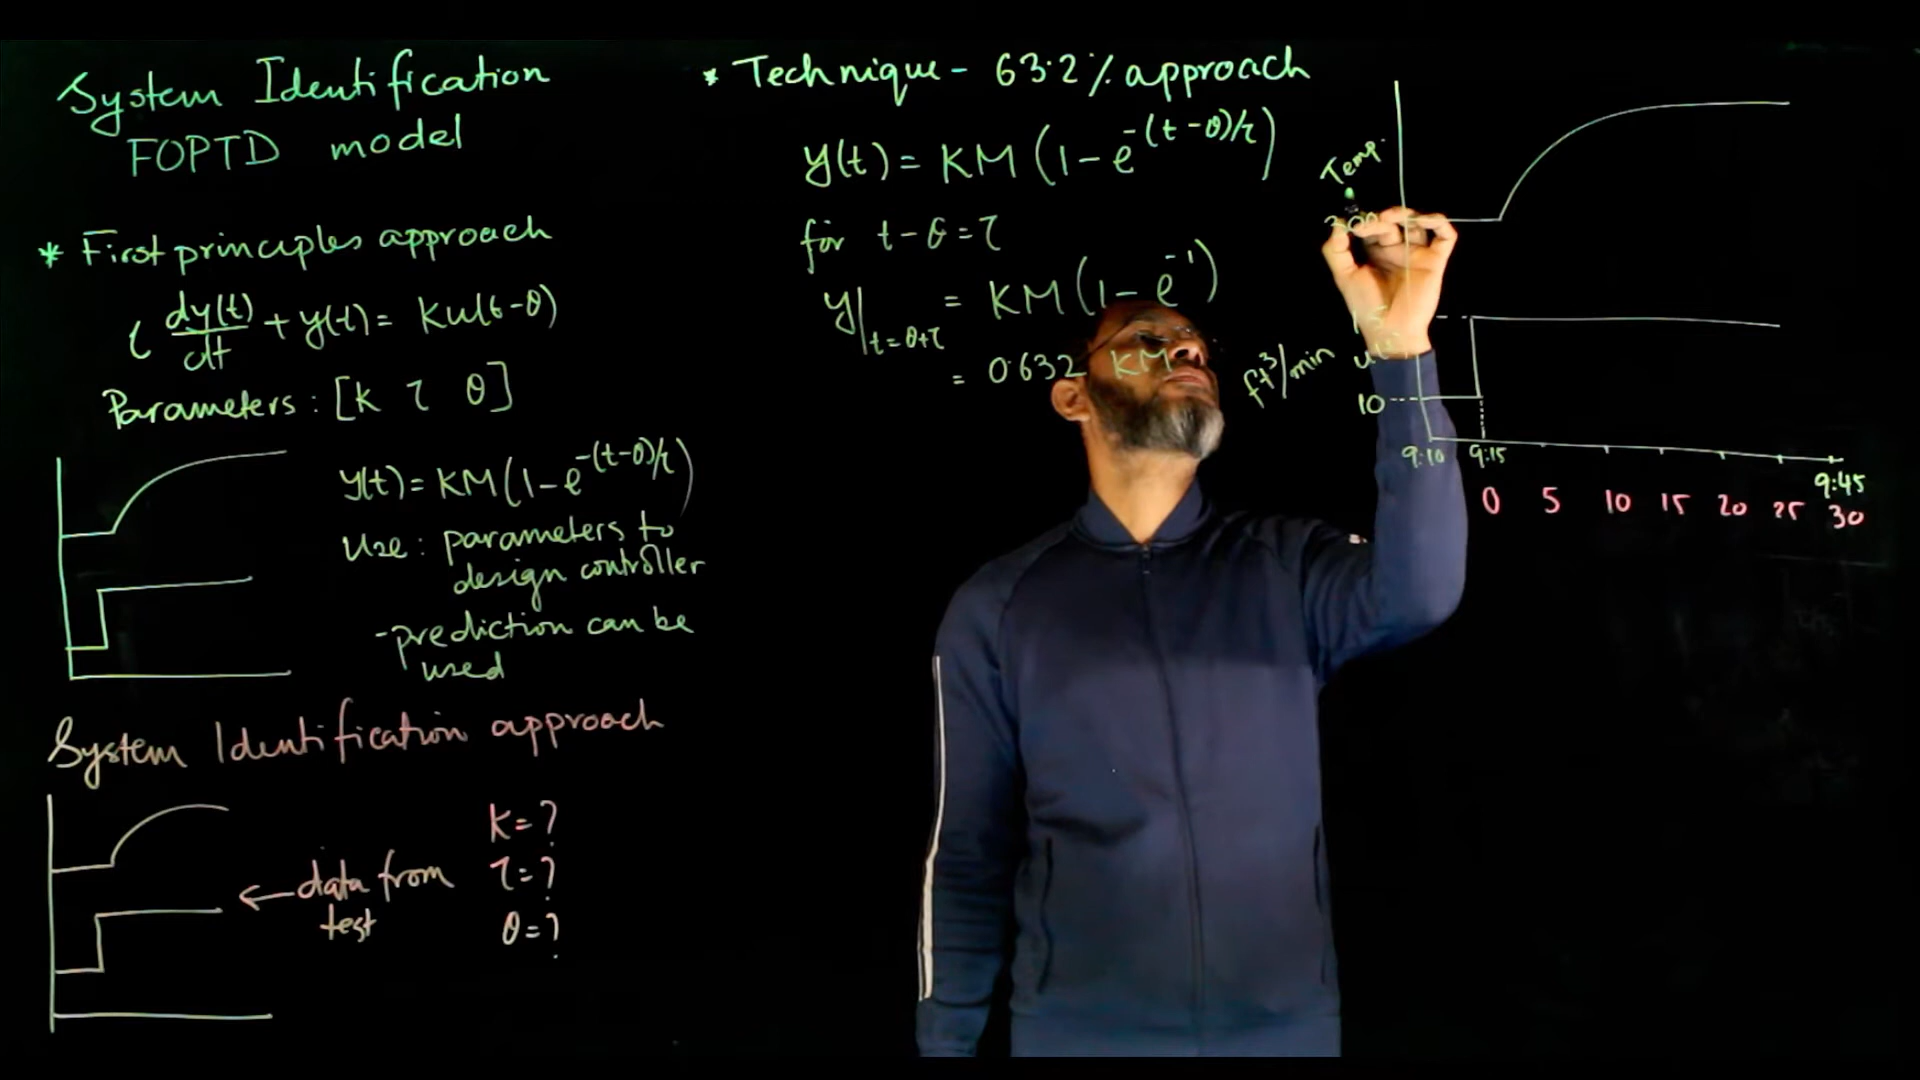 System Identification
FOPTD model
* First principles approach
τ dy(t)/dt + y(t) = Ku(t-θ)
Parameters: [K τ θ]
y(t) = KM(1-e^-(t-θ)/τ)
Use: parameters to
design controller
-prediction can be
used
System Identification approach
K=?
← data from
test
τ=?
θ=?
* Technique - 63.2% approach
y(t) = KM(1-e^-(t-θ)/τ)
for t-θ=τ
y|t=θ+τ = KM(1-e^-1)
= 0.632 KM
Temp.
300
ft³/min
15
10
9:10 9:15 9:45
0 5 10 15 20 25 30